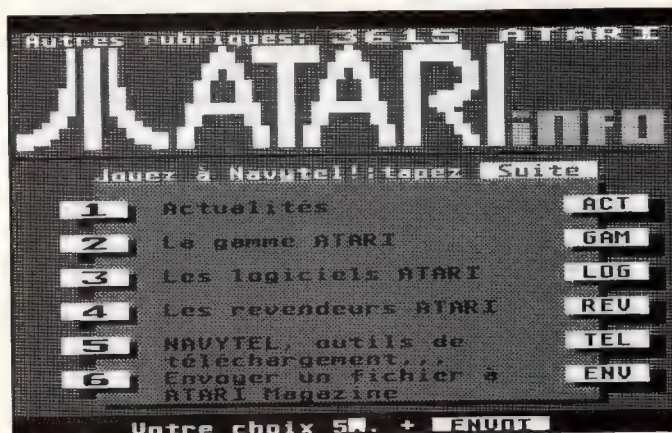 Autres rubriques: 3615 ATARI
ATARI info
Jouez à Navytel!:tapez Suite
1 Actualités ACT
2 La gamme ATARI GAM
3 Les logiciels ATARI LOG
4 Les revendeurs ATARI REV
5 NAVYTEL, outils de TEL
téléchargement...
6 Envoyer un fichier à ENV
ATARI Magazine
Votre choix 5.. + ENVOI